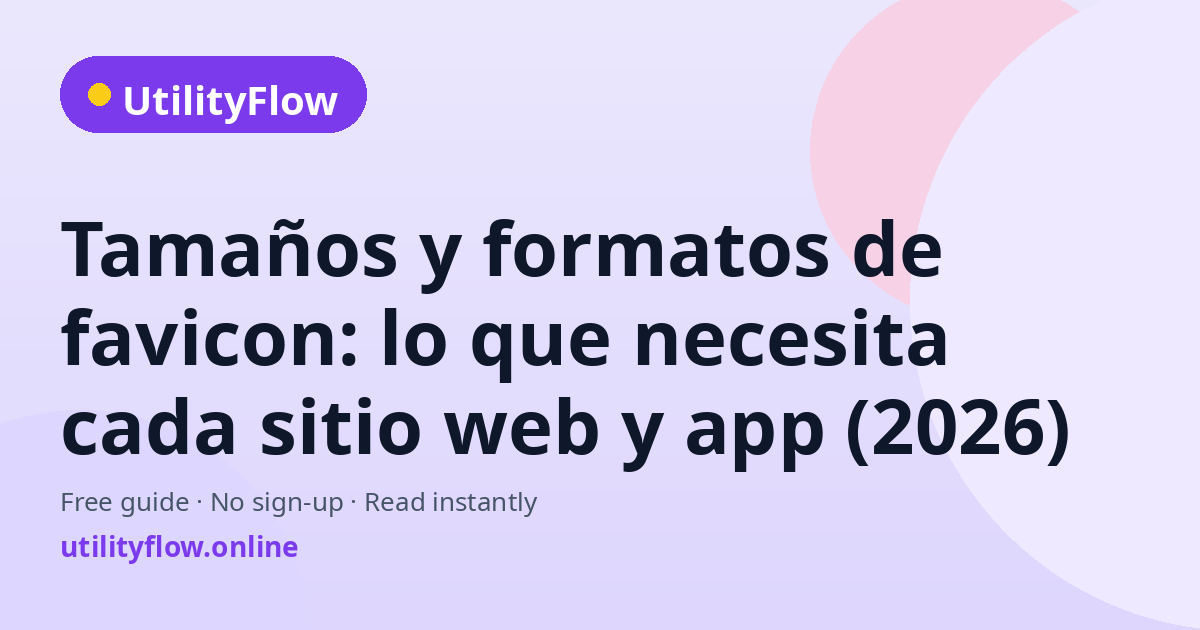 UtilityFlow
Tamaños y formatos de
favicon: lo que necesita
cada sitio web y app (2026)
Free guide · No sign-up · Read instantly
utilityflow.online